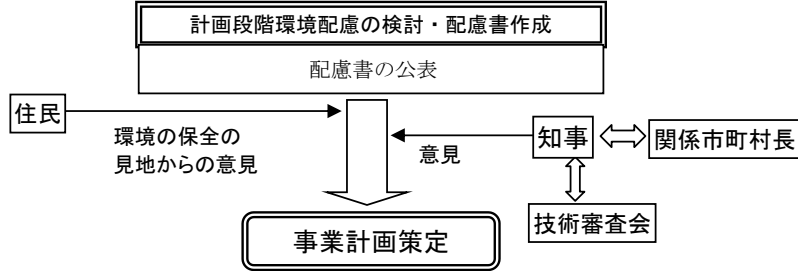 計画段階環境配慮の検討・配慮書作成
配慮書の公表
住民
環境の保全の
見地からの意見
意見
知事
関係市町村長
技術審査会
事業計画策定